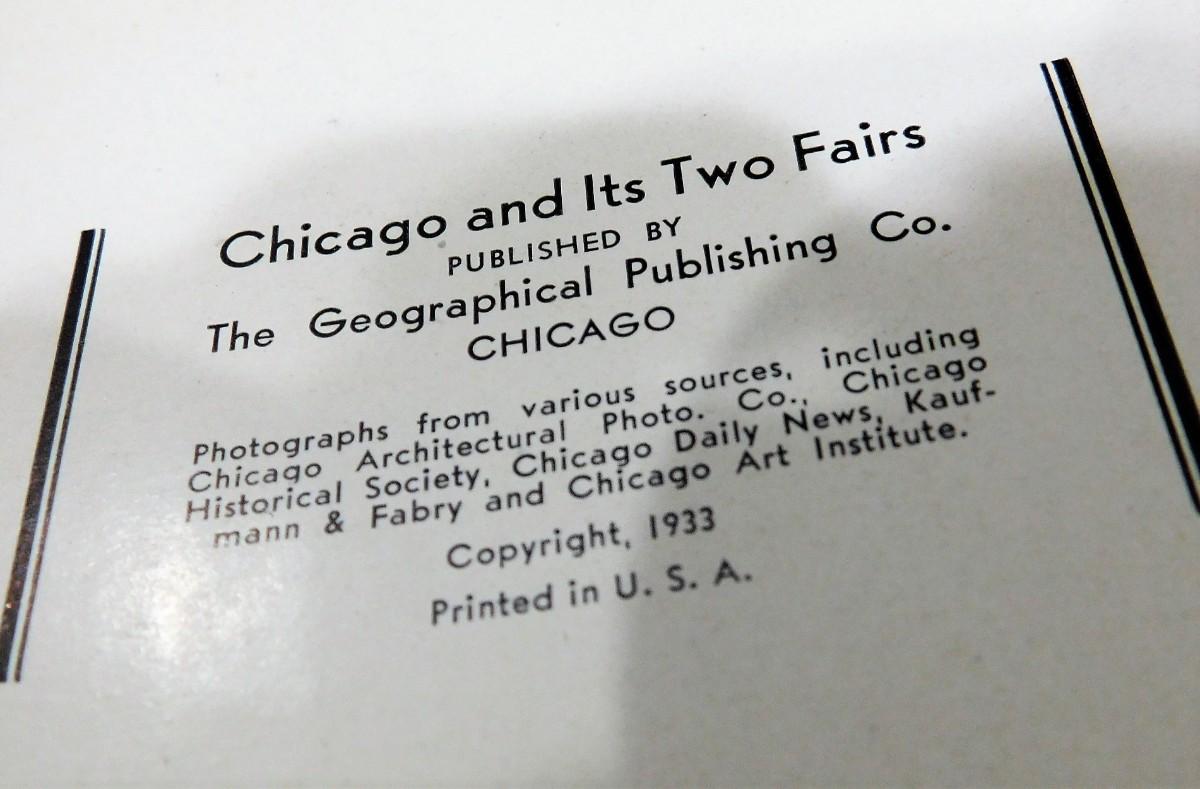 Chicago and Its Two Fairs
PUBLISHED BY
The Geographical Publishing Co.
CHICAGO
Photographs from various sources, including
Chicago Architectural Photo. Co., Chicago
Historical Society, Chicago Daily News, Kauf-
mann & Fabry and Chicago Art Institute.
Copyright, 1933
Printed in U. S. A.